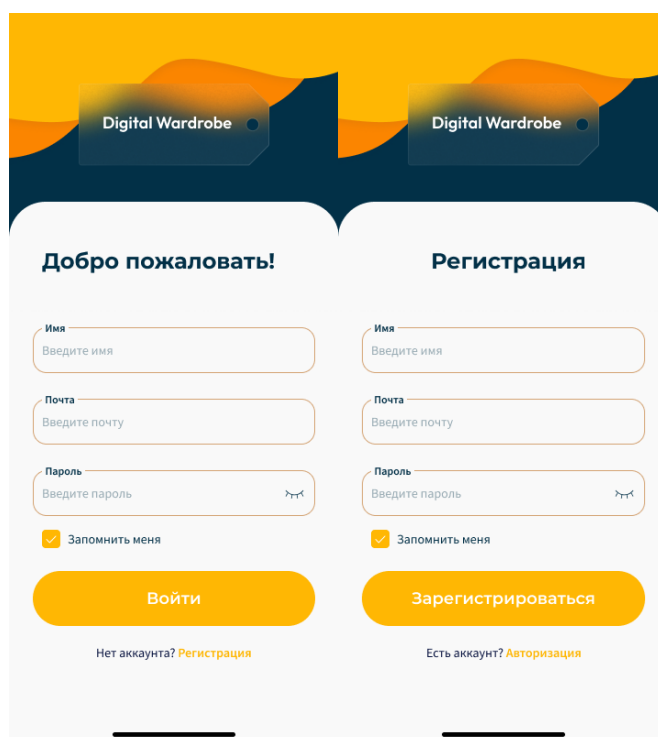 Digital Wardrobe
Добро пожаловать!
Имя
Введите имя
Почта
Введите почту
Пароль
Введите пароль
Запомнить меня
Войти
Нет аккаунта? Регистрация
Digital Wardrobe
Регистрация
Имя
Введите имя
Почта
Введите почту
Пароль
Введите пароль
Запомнить меня
Зарегистрироваться
Есть аккаунт? Авторизация